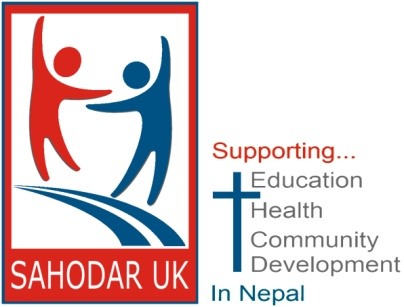 SAHODAR UK
Supporting...
Education
Health
Community
Development
In Nepal